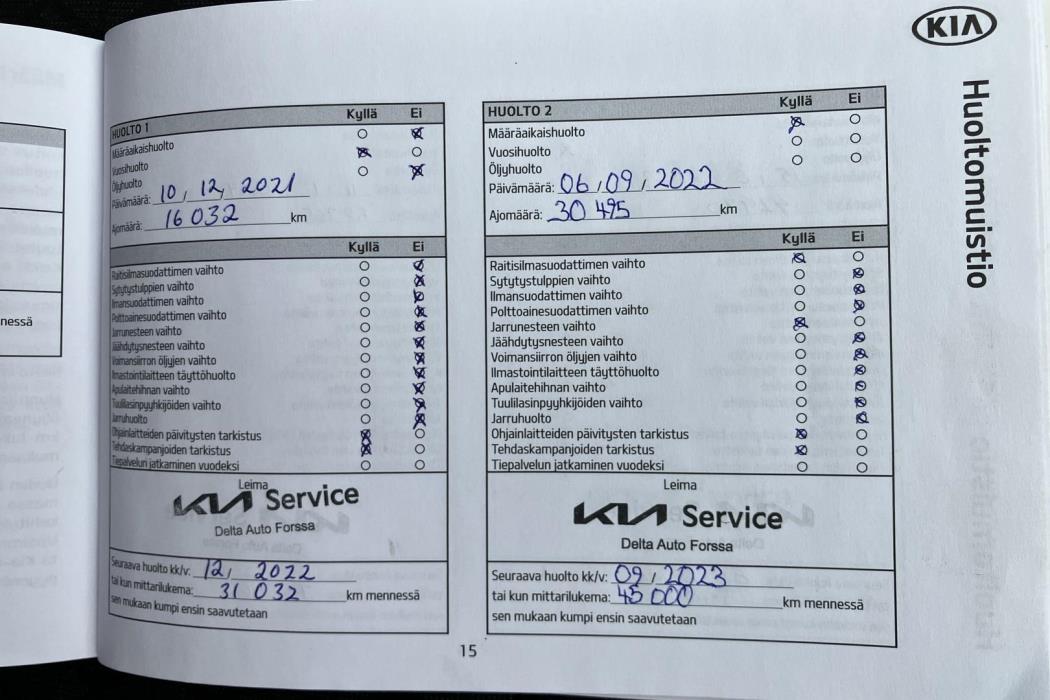 KIA
Huoltomuistio
nessä
HUOLTO 1 Kyllä Ei
Määräaikaishuolto
Vuosihuolto
Öljyhuolto
Päivämäärä: 10, 12, 2021
Ajomäärä: 16 032 km
Kyllä Ei
Raitisilmasuodattimen vaihto
Sytytystulppien vaihto
Ilmansuodattimen vaihto
Polttoainesuodattimen vaihto
Jarrunesteen vaihto
Jäähdytysnesteen vaihto
Voimansiirron öljyjen vaihto
Ilmastointilaitteen täyttöhuolto
Apulaitehihnan vaihto
Tuulilasinpyyhkijöiden vaihto
Jarruhuolto
Ohjainlaitteiden päivitysten tarkistus
Tehdaskampanjoiden tarkistus
Tiepalvelun jatkaminen vuodeksi
Leima
KIA Service
Delta Auto Forssa
Seuraava huolto kk/v: 12, 2022
tai kun mittarilukema: 31 032 km mennessä
sen mukaan kumpi ensin saavutetaan
HUOLTO 2 Kyllä Ei
Määräaikaishuolto
Vuosihuolto
Öljyhuolto
Päivämäärä: 06, 09, 2022
Ajomäärä: 30 495 km
Kyllä Ei
Raitisilmasuodattimen vaihto
Sytytystulppien vaihto
Ilmansuodattimen vaihto
Polttoainesuodattimen vaihto
Jarrunesteen vaihto
Jäähdytysnesteen vaihto
Voimansiirron öljyjen vaihto
Ilmastointilaitteen täyttöhuolto
Apulaitehihnan vaihto
Tuulilasinpyyhkijöiden vaihto
Jarruhuolto
Ohjainlaitteiden päivitysten tarkistus
Tehdaskampanjoiden tarkistus
Tiepalvelun jatkaminen vuodeksi
Leima
KIA Service
Delta Auto Forssa
Seuraava huolto kk/v: 09, 2023
tai kun mittarilukema: 45 000 km mennessä
sen mukaan kumpi ensin saavutetaan
15